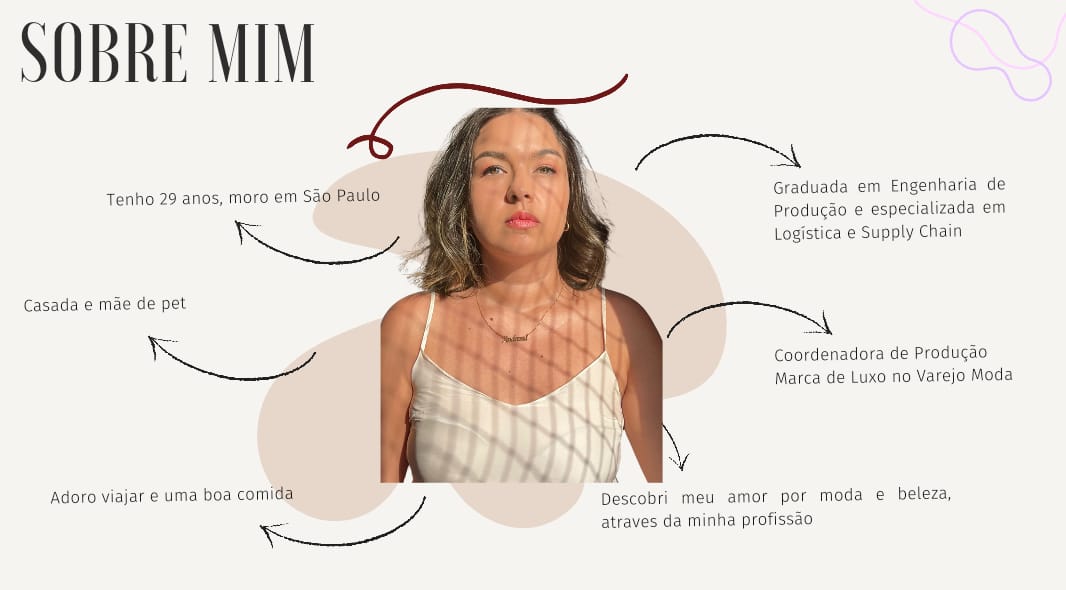 SOBRE MIM
Tenho 29 anos, moro em São Paulo
Graduada em Engenharia de
Produção e especializada em
Logística e Supply Chain
Casada e mãe de pet
Coordenadora de Produção
Marca de Luxo no Varejo Moda
Adoro viajar e uma boa comida
Descobri meu amor por moda e beleza,
atraves da minha profissão